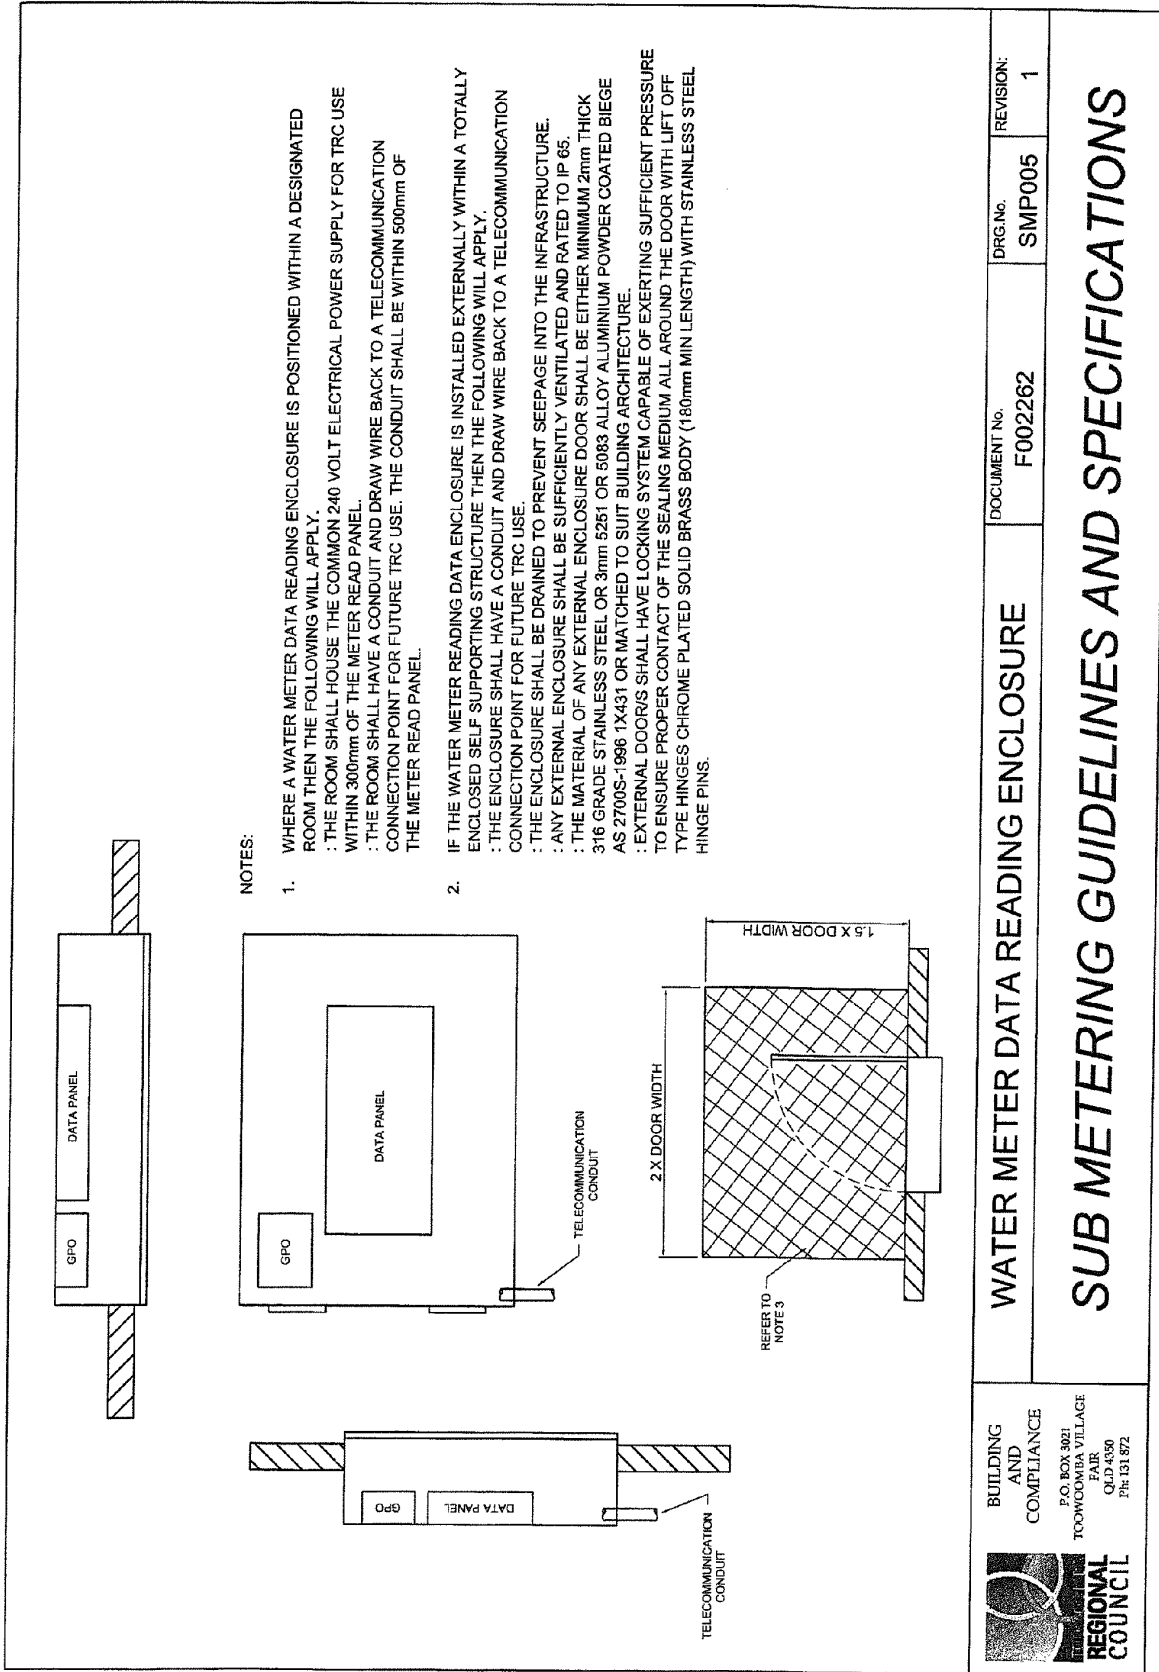 GPO
DATA PANEL
GPO
DATA PANEL
TELECOMMUNICATION
CONDUIT
GPO
DATA PANEL
TELECOMMUNICATION
CONDUIT
2 X DOOR WIDTH
1.5 X DOOR WIDTH
REFER TO
NOTE 3
NOTES:
1. WHERE A WATER METER DATA READING ENCLOSURE IS POSITIONED WITHIN A DESIGNATED
ROOM THEN THE FOLLOWING WILL APPLY.
: THE ROOM SHALL HOUSE THE COMMON 240 VOLT ELECTRICAL POWER SUPPLY FOR TRC USE
WITHIN 300mm OF THE METER READ PANEL.
: THE ROOM SHALL HAVE A CONDUIT AND DRAW WIRE BACK TO A TELECOMMUNICATION
CONNECTION POINT FOR FUTURE TRC USE. THE CONDUIT SHALL BE WITHIN 500mm OF
THE METER READ PANEL.
2. IF THE WATER METER READING DATA ENCLOSURE IS INSTALLED EXTERNALLY WITHIN A TOTALLY
ENCLOSED SELF SUPPORTING STRUCTURE THEN THE FOLLOWING WILL APPLY.
: THE ENCLOSURE SHALL HAVE A CONDUIT AND DRAW WIRE BACK TO A TELECOMMUNICATION
CONNECTION POINT FOR FUTURE TRC USE.
: THE ENCLOSURE SHALL BE DRAINED TO PREVENT SEEPAGE INTO THE INFRASTRUCTURE.
: ANY EXTERNAL ENCLOSURE SHALL BE SUFFICIENTLY VENTILATED AND RATED TO IP 65.
: THE MATERIAL OF ANY EXTERNAL ENCLOSURE DOOR SHALL BE EITHER MINIMUM 2mm THICK
316 GRADE STAINLESS STEEL OR 3mm 5251 OR 5083 ALLOY ALUMINIUM POWDER COATED BIEGE
AS 2700S-1996 1X431 OR MATCHED TO SUIT BUILDING ARCHITECTURE.
: EXTERNAL DOOR/S SHALL HAVE LOCKING SYSTEM CAPABLE OF EXERTING SUFFICIENT PRESSURE
TO ENSURE PROPER CONTACT OF THE SEALING MEDIUM ALL AROUND THE DOOR WITH LIFT OFF
TYPE HINGES CHROME PLATED SOLID BRASS BODY (180mm MIN LENGTH) WITH STAINLESS STEEL
HINGE PINS.
REGIONAL
COUNCIL
BUILDING
AND
COMPLIANCE
P.O. BOX 3021
TOOWOOMBA VILLAGE
FAIR
QLD 4350
Ph: 131 872
WATER METER DATA READING ENCLOSURE
DOCUMENT No.
F002262
DRG.No.
SMP005
REVISION:
1
SUB METERING GUIDELINES AND SPECIFICATIONS